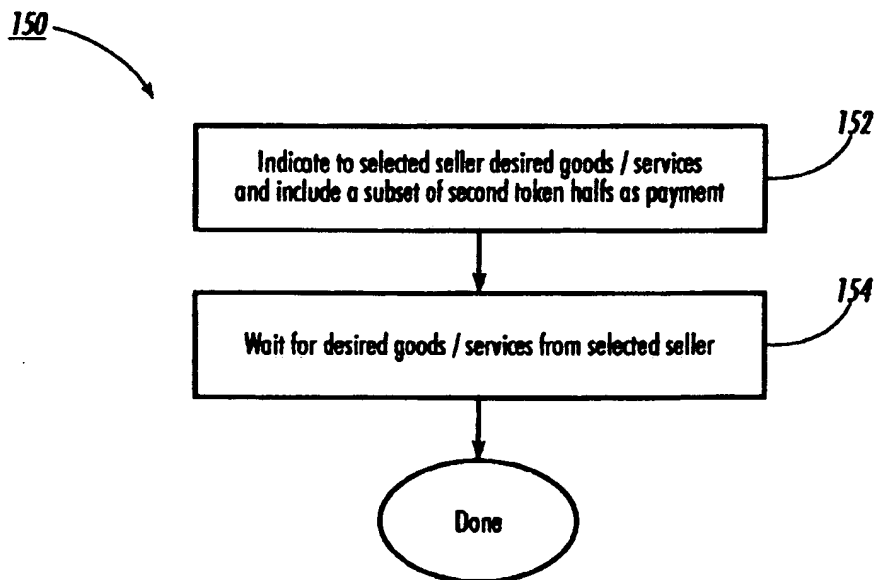 150
152
Indicate to selected seller desired goods / services
and include a subset of second token halfs as payment
154
Wait for desired goods / services from selected seller
Done